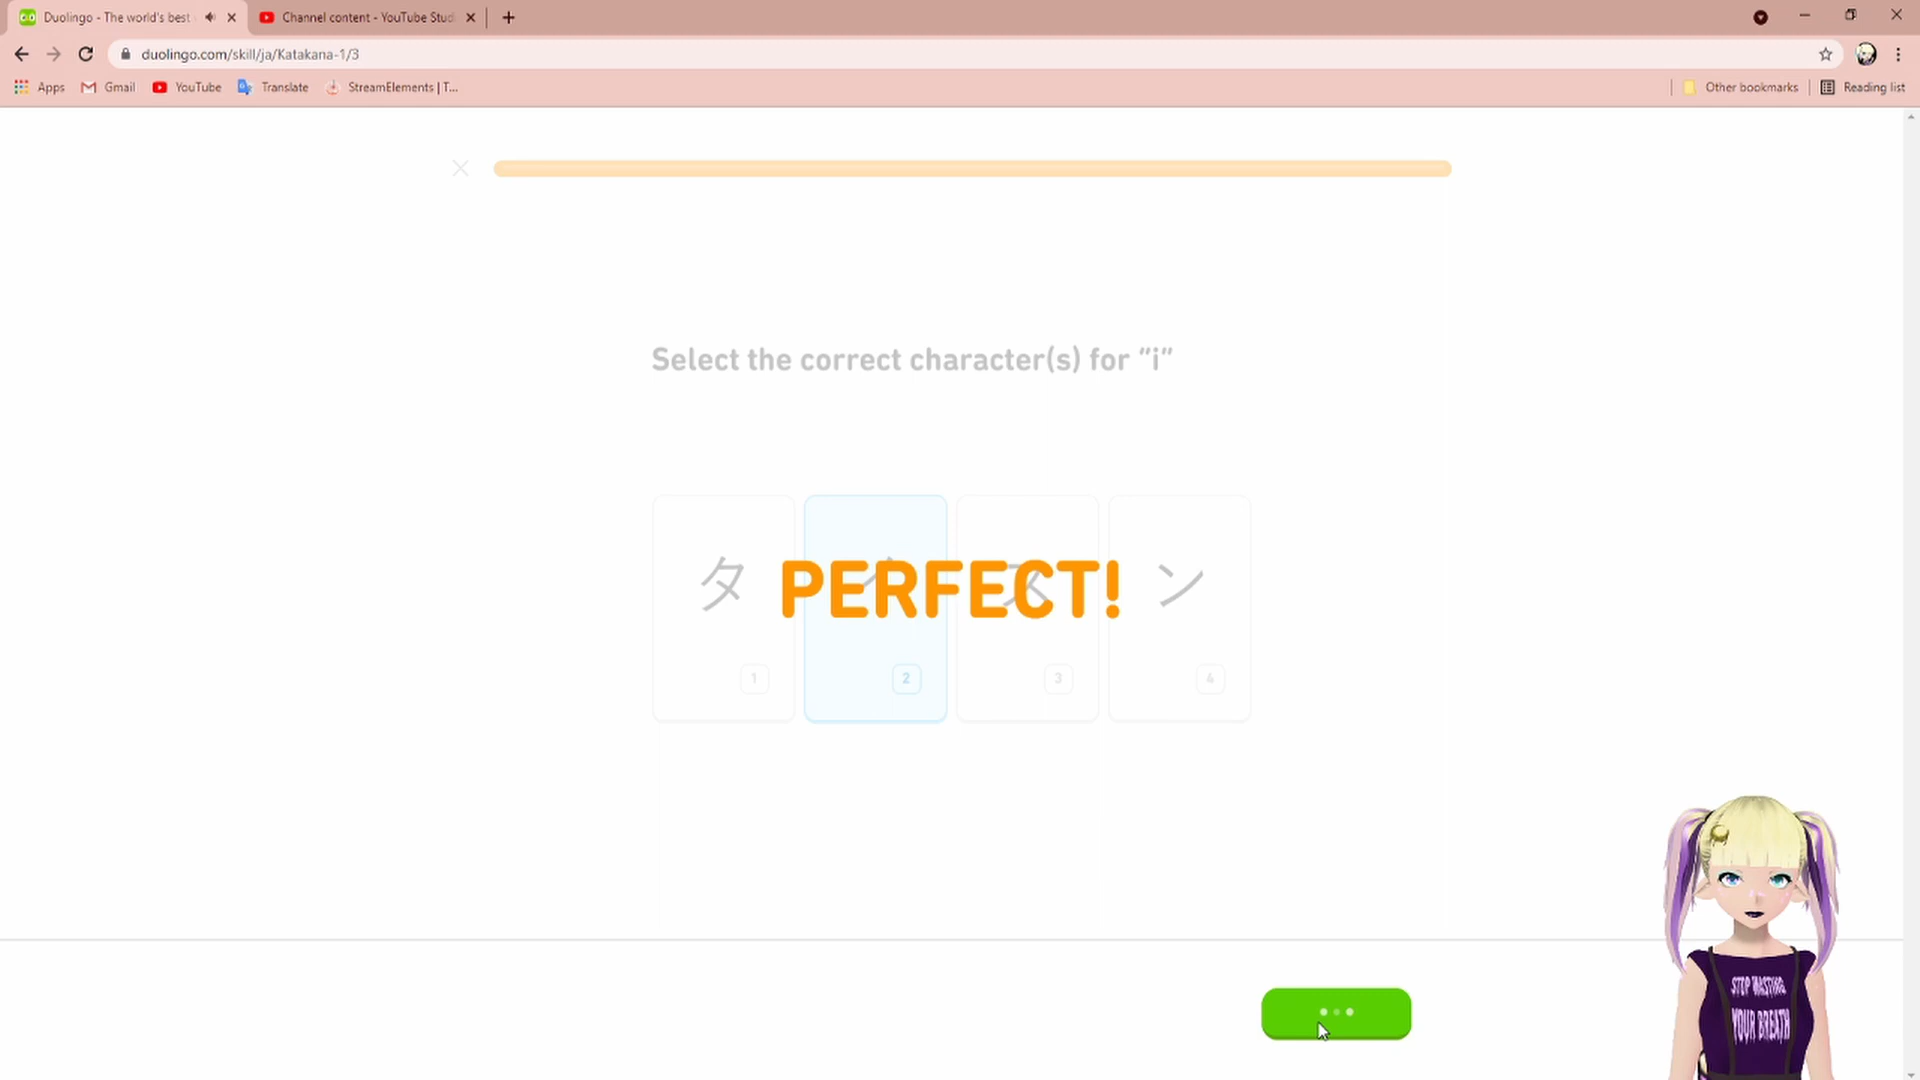 Duolingo - The world's best
Channel content - YouTube Stud
duolingo.com/skill/ja/Katakana-1/3
Apps
Gmail
YouTube
Translate
StreamElements | T...
Other bookmarks
Reading list
Select the correct character(s) for "i"
タ イ ス ン
PERFECT!
1 2 3 4
STOP WASTING
YOUR BREATH